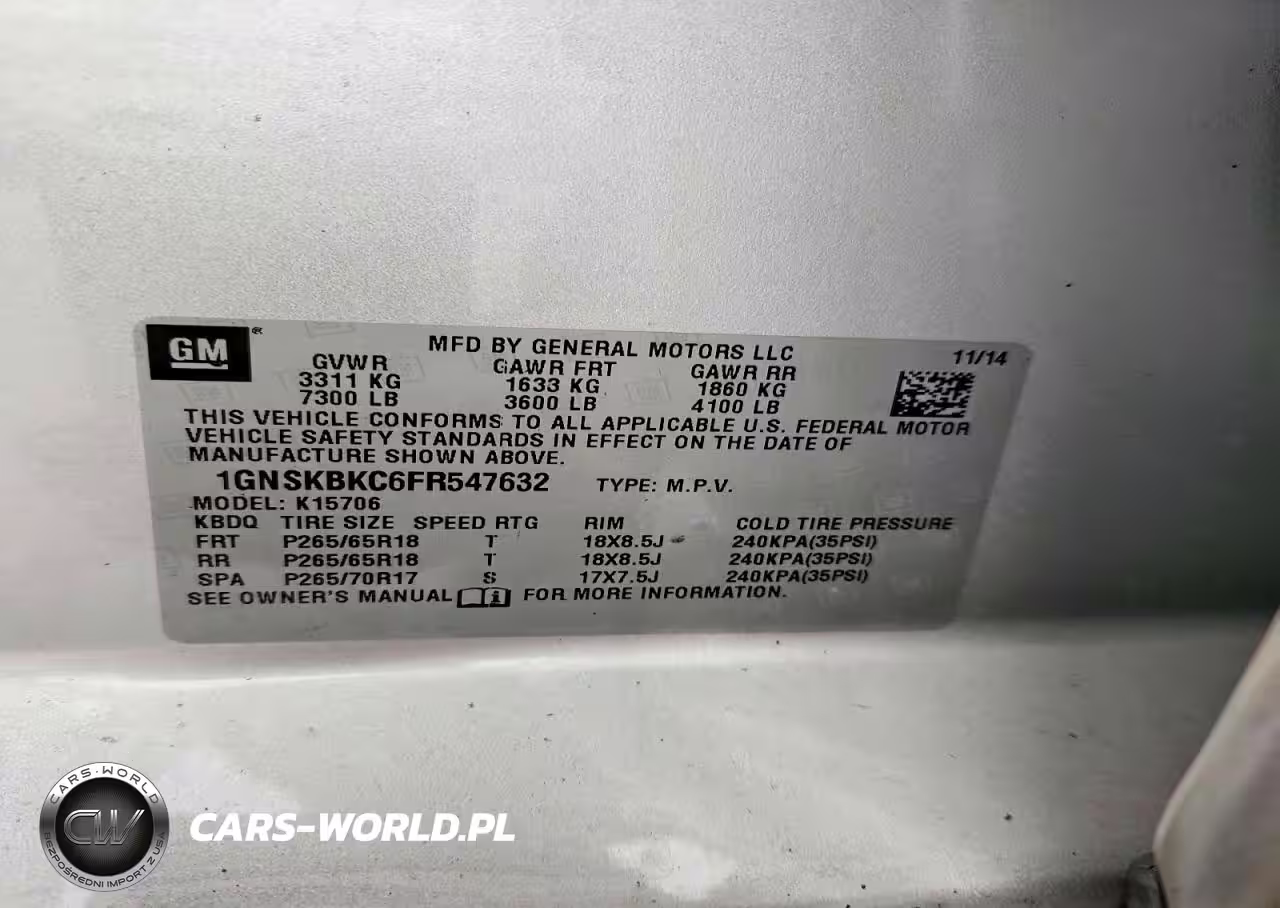 GM
MFD BY GENERAL MOTORS LLC
11/14
GVWR GAWR FRT GAWR RR
3311 KG 1633 KG 1860 KG
7300 LB 3600 LB 4100 LB
THIS VEHICLE CONFORMS TO ALL APPLICABLE U.S. FEDERAL MOTOR
VEHICLE SAFETY STANDARDS IN EFFECT ON THE DATE OF
MANUFACTURE SHOWN ABOVE.
1GNSKBKC6FR547632 TYPE: M.P.V.
MODEL: K15706
KBDQ TIRE SIZE SPEED RTG RIM COLD TIRE PRESSURE
FRT P265/65R18 T 18X8.5J 240KPA(35PSI)
RR P265/65R18 T 18X8.5J 240KPA(35PSI)
SPA P265/70R17 S 17X7.5J 240KPA(35PSI)
SEE OWNER'S MANUAL FOR MORE INFORMATION.
CARS-WORLD
CW
BEZPOŚREDNI IMPORT Z USA
CARS-WORLD.PL